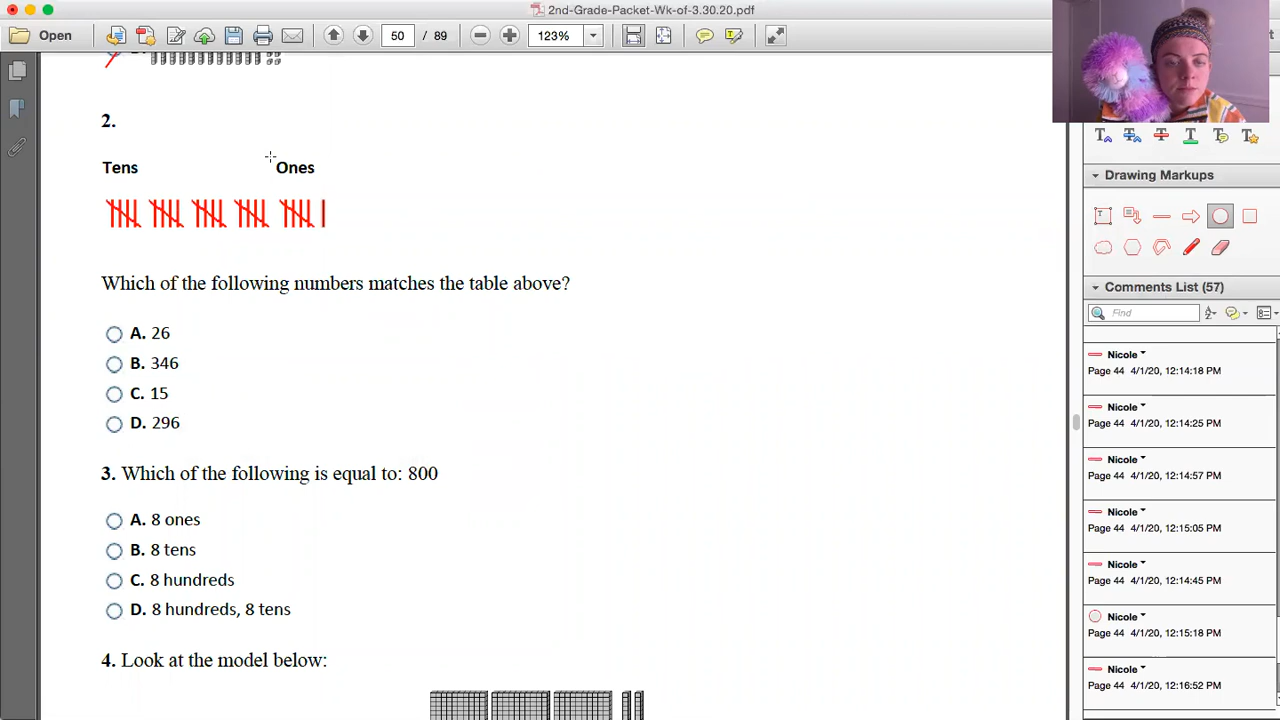 2nd-Grade-Packet-Wk-of-3.30.20.pdf
Open 50 / 89 123%
2.
Tens Ones
Which of the following numbers matches the table above?
A. 26
B. 346
C. 15
D. 296
3. Which of the following is equal to: 800
A. 8 ones
B. 8 tens
C. 8 hundreds
D. 8 hundreds, 8 tens
4. Look at the model below:
Drawing Markups
Comments List (57)
Find
Nicole
Page 44 4/1/20, 12:14:18 PM
Nicole
Page 44 4/1/20, 12:14:25 PM
Nicole
Page 44 4/1/20, 12:14:57 PM
Nicole
Page 44 4/1/20, 12:15:05 PM
Nicole
Page 44 4/1/20, 12:14:45 PM
Nicole
Page 44 4/1/20, 12:15:18 PM
Nicole
Page 44 4/1/20, 12:16:52 PM